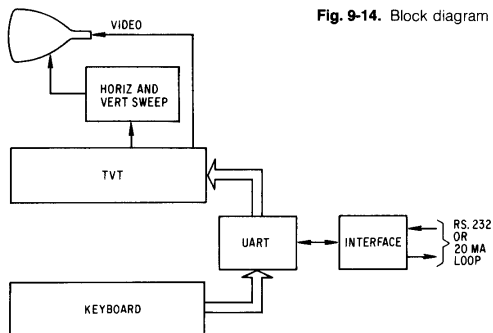 Fig. 9-14. Block diagram
VIDEO
HORIZ AND
VERT SWEEP
TVT
UART
INTERFACE
RS. 232
OR
20 MA
LOOP
KEYBOARD